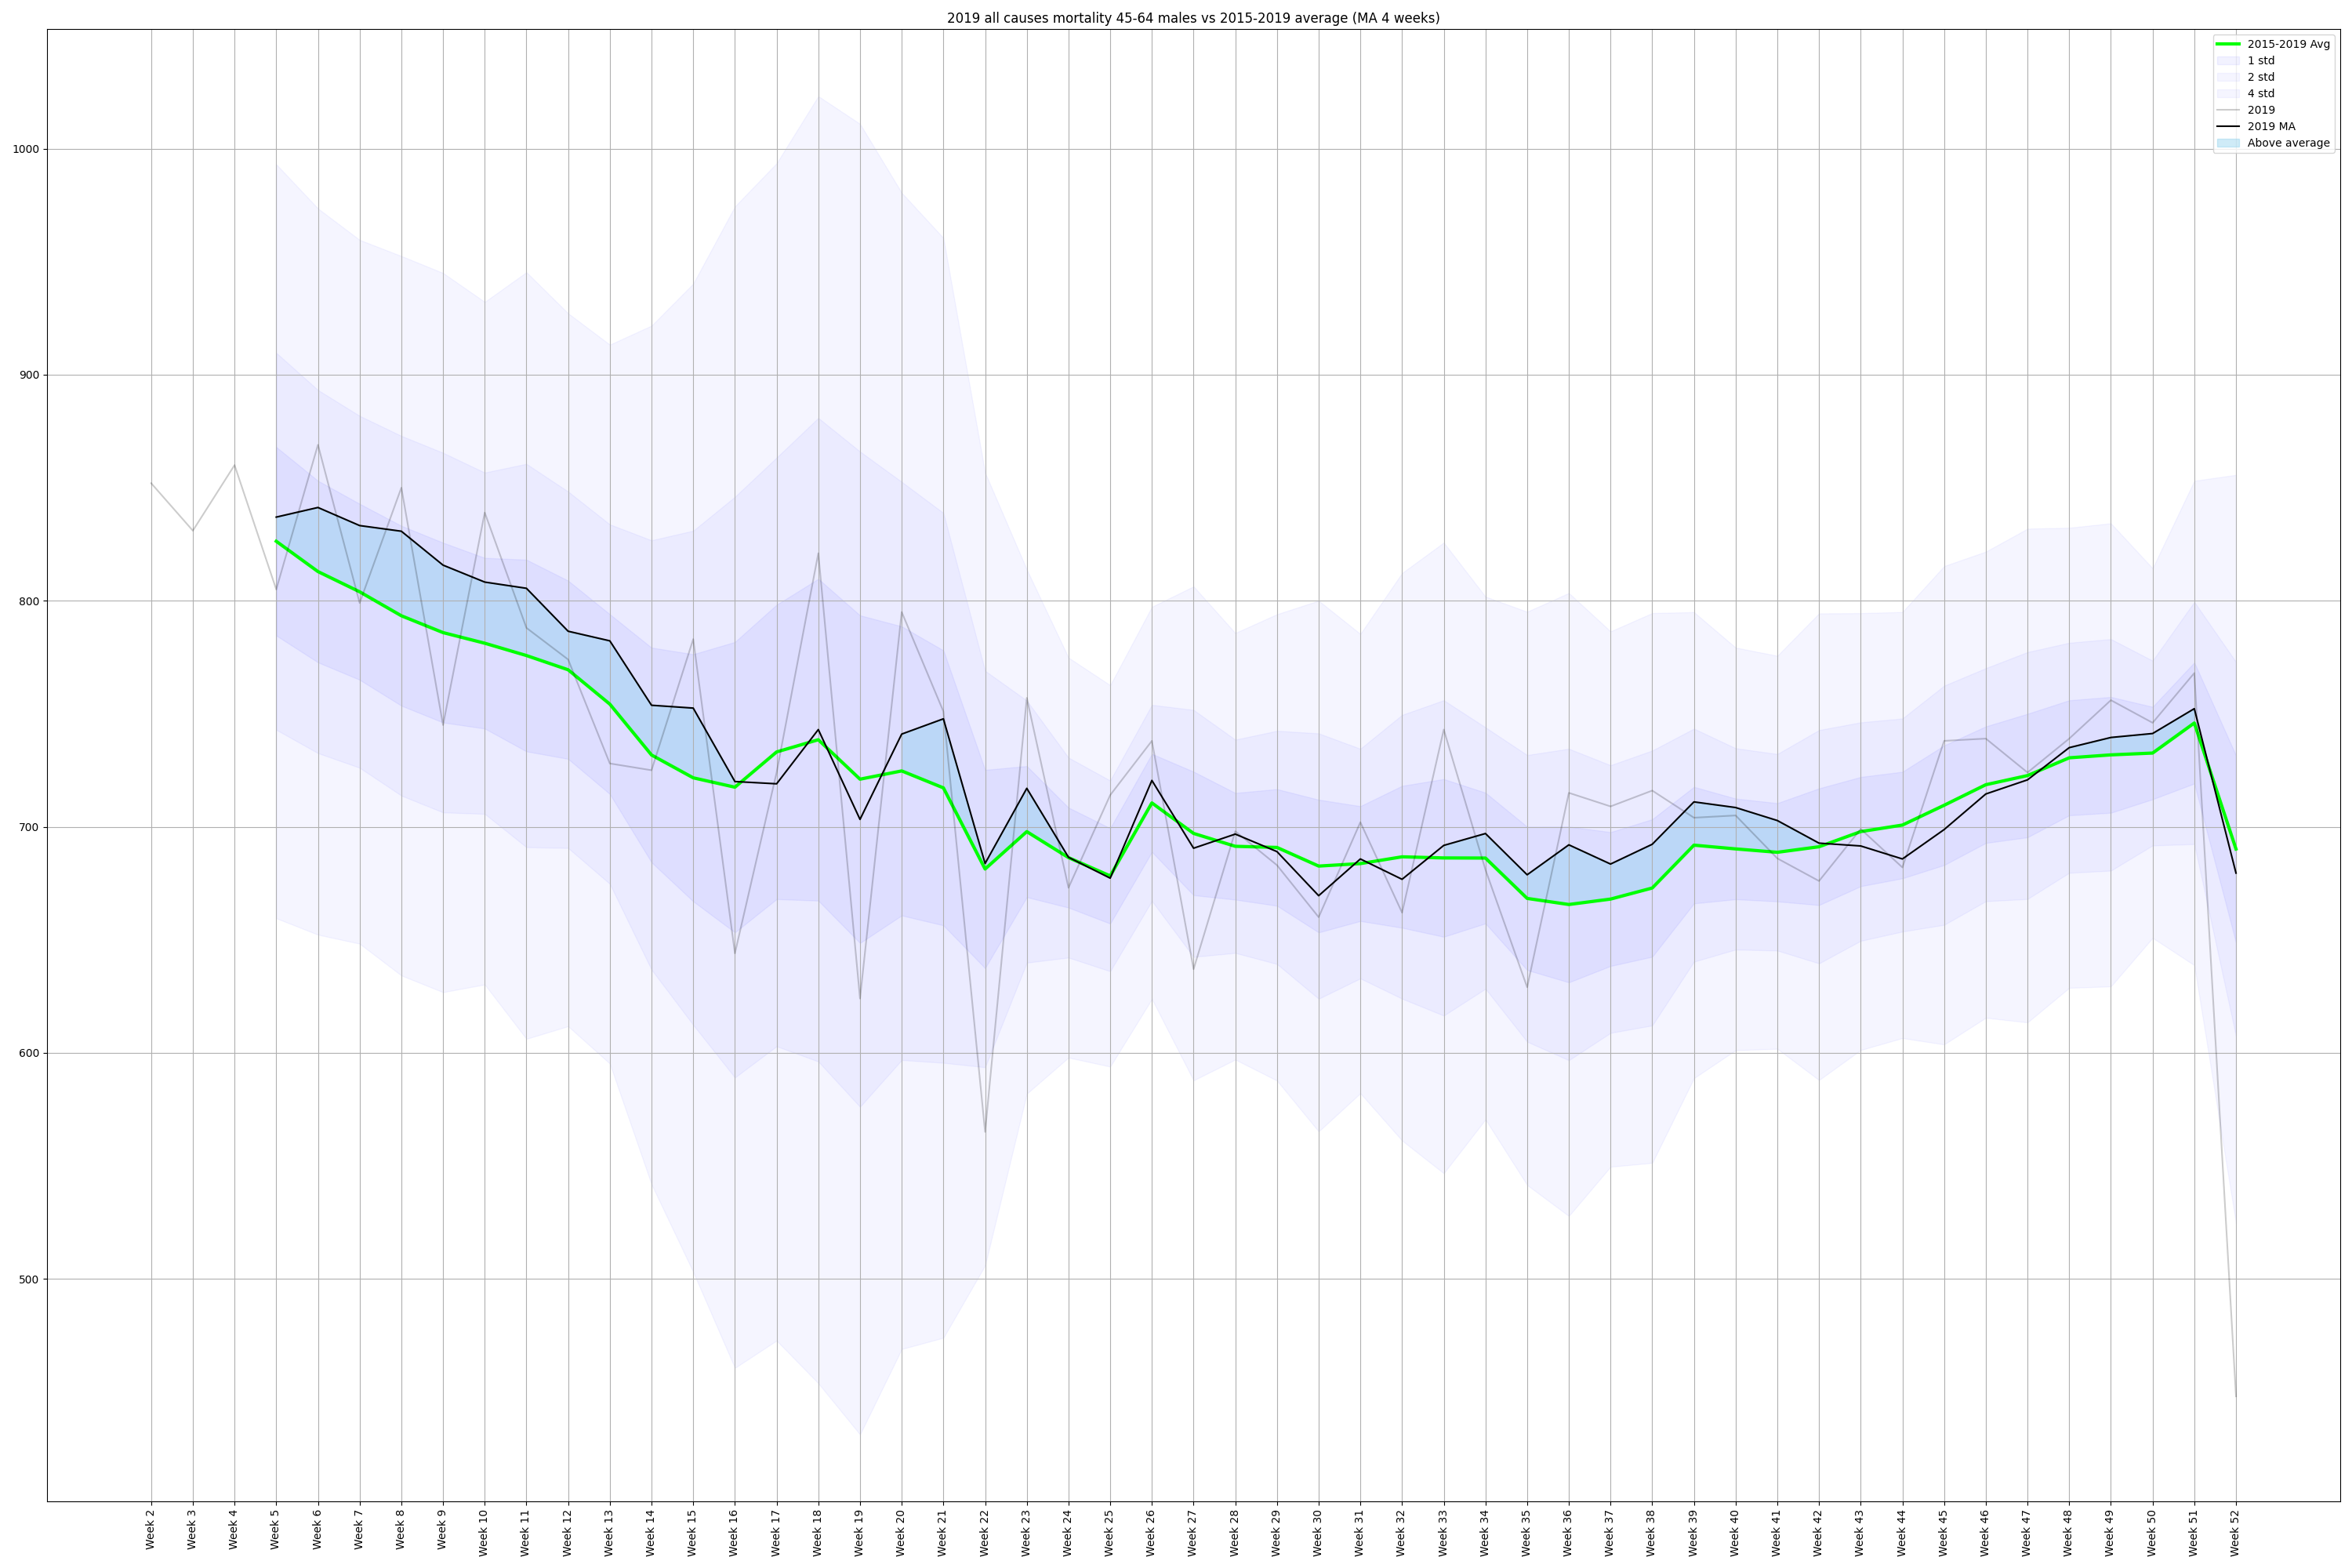 2019 all causes mortality 45-64 males vs 2015-2019 average (MA 4 weeks)
2015-2019 Avg
1 std
2 std
4 std
2019
2019 MA
Above average
1000
900
800
700
600
500
Week 2
Week 3
Week 4
Week 5
Week 6
Week 7
Week 8
Week 9
Week 10
Week 11
Week 12
Week 13
Week 14
Week 15
Week 16
Week 17
Week 18
Week 19
Week 20
Week 21
Week 22
Week 23
Week 24
Week 25
Week 26
Week 27
Week 28
Week 29
Week 30
Week 31
Week 32
Week 33
Week 34
Week 35
Week 36
Week 37
Week 38
Week 39
Week 40
Week 41
Week 42
Week 43
Week 44
Week 45
Week 46
Week 47
Week 48
Week 49
Week 50
Week 51
Week 52